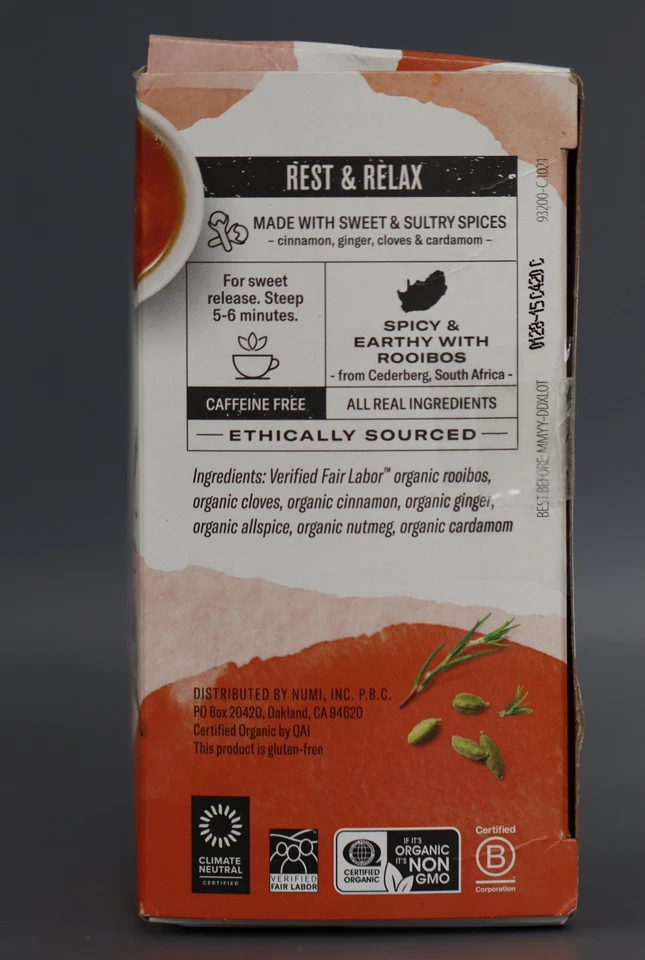 REST & RELAX
MADE WITH SWEET & SULTRY SPICES
– cinnamon, ginger, cloves & cardamom –
For sweet
release. Steep
5-6 minutes.
CAFFEINE FREE
SPICY &
EARTHY WITH
ROOIBOS
- from Cederberg, South Africa -
ALL REAL INGREDIENTS
ETHICALLY SOURCED
Ingredients: Verified Fair Labor™ organic rooibos,
organic cloves, organic cinnamon, organic ginger,
organic allspice, organic nutmeg, organic cardamom
DISTRIBUTED BY NUMI, INC. P.B.C.
PO Box 20420, Oakland, CA 94620
Certified Organic by QAI
This product is gluten-free
CLIMATE
NEUTRAL
CERTIFIED
VERIFIED
FAIR LABOR
CERTIFIED
ORGANIC
IF IT'S
ORGANIC
IT'S NON
GMO
Certified
B
Corporation
BEST BEFORE-MMYY-DDXLOT
93200-C1021